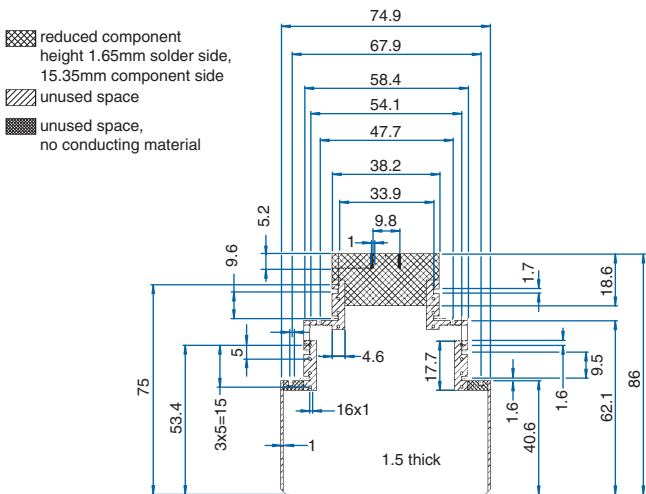 74.9
reduced component
height 1.65mm solder side,
15.35mm component side
67.9
58.4
unused space
54.1
unused space,
no conducting material
47.7
38.2
33.9
5.2
9.8
1
9.6
1.7
18.6
5
4.6
17.7
9.5
75
53.4
3x5=15
16x1
1.6
1.6
62.1
86
40.6
1
1.5 thick